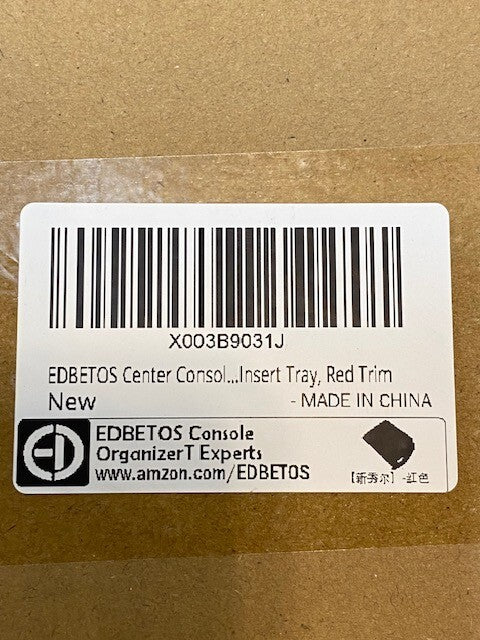 X003B9031J
EDBETOS Center Consol...Insert Tray, Red Trim
New - MADE IN CHINA
EDBETOS Console
OrganizerT Experts
www.amzon.com/EDBETOS
【新秀尔】-红色